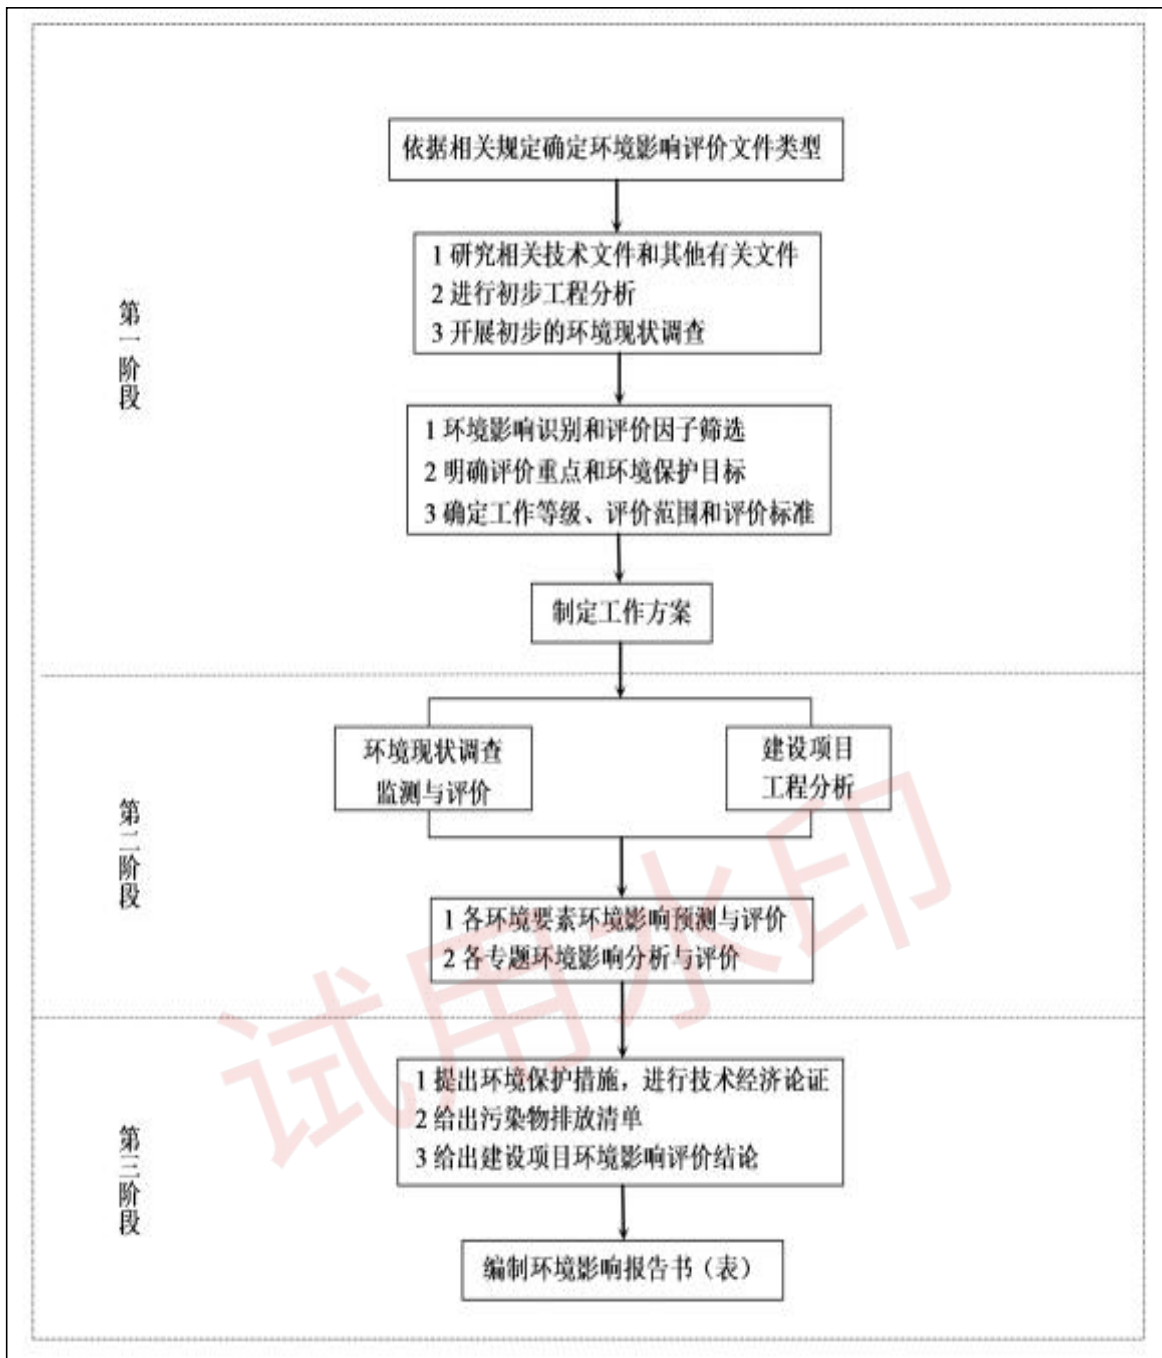 依据相关规定确定环境影响评价文件类型
1 研究相关技术文件和其他有关文件
2 进行初步工程分析
3 开展初步的环境现状调查
第一阶段
1 环境影响识别和评价因子筛选
2 明确评价重点和环境保护目标
3 确定工作等级、评价范围和评价标准
制定工作方案
环境现状调查
监测与评价
建设项目
工程分析
第二阶段
1 各环境要素环境影响预测与评价
2 各专题环境影响分析与评价
1 提出环境保护措施，进行技术经济论证
2 给出污染物排放清单
3 给出建设项目环境影响评价结论
第三阶段
编制环境影响报告书（表）
试用水印